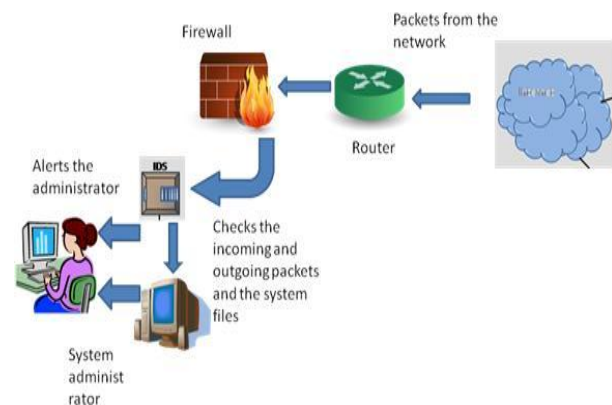 Packets from the
network
Firewall
Router
Alerts the
administrator
IDS
Checks the
incoming and
outgoing packets
and the system
files
System
administ
rator